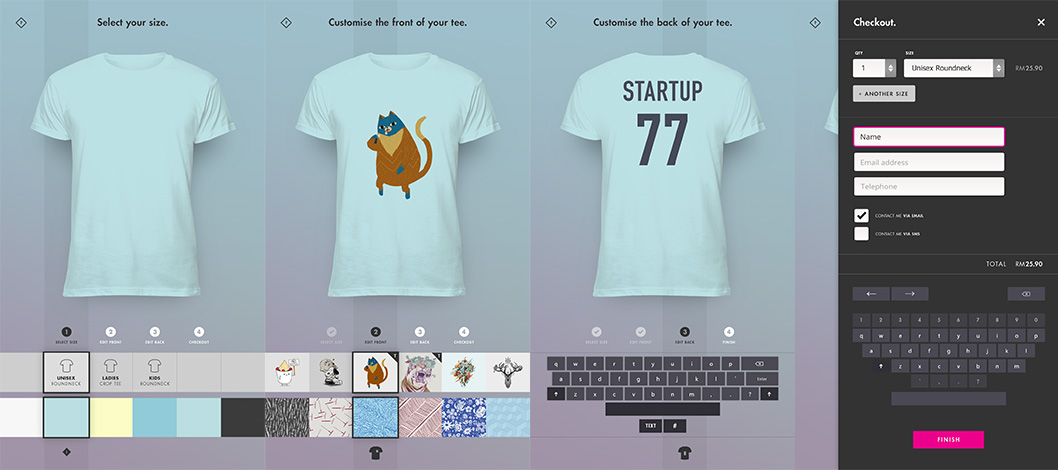 Select your size.
1
2
3
4
SELECT SIZE
EDIT FRONT
EDIT BACK
CHECKOUT
UNISEX
ROUNDNECK
LADIES
CROP TEE
KIDS
ROUNDNECK
Customise the front of your tee.
2
3
4
SELECT SIZE
EDIT FRONT
EDIT BACK
CHECKOUT
Customise the back of your tee.
STARTUP
77
3
4
SELECT SIZE
EDIT FRONT
EDIT BACK
FINISH
q w e r t y u i o p
a s d f g h j k l ' Enter
z x c v b n m , . ?
TEXT #
Checkout.
QTY SIZE
1 Unisex Roundneck RM25.90
+ ANOTHER SIZE
Name
Email address
Telephone
CONTACT ME VIA EMAIL
CONTACT ME VIA SMS
TOTAL RM25.90
1 2 3 4 5 6 7 8 9 0
q w e r t y u i o p
a s d f g h j k l
z x c v b n m
' . . ?
FINISH